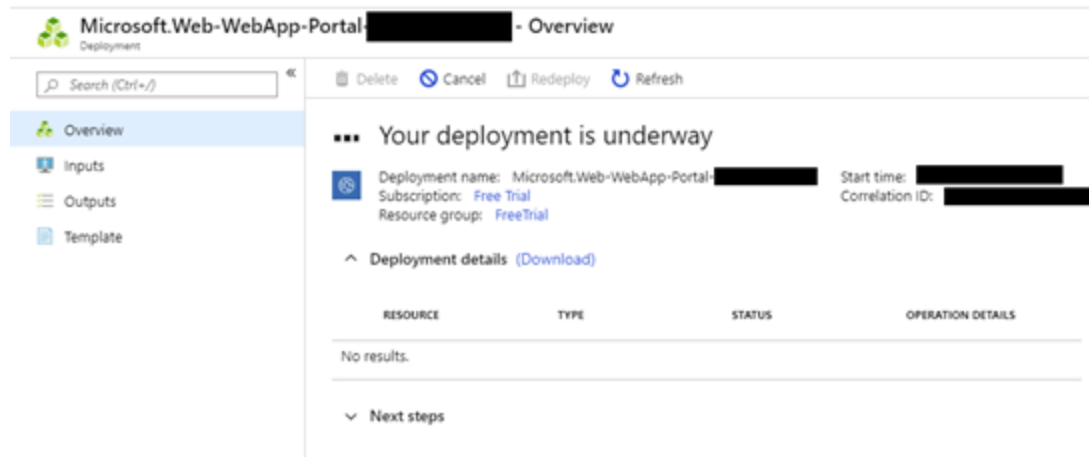 Microsoft.Web-WebApp-Portal- - Overview
Deployment
Search (Ctrl+/)
«
Delete Cancel Redeploy Refresh
Overview
Inputs
Outputs
Template
Your deployment is underway
Deployment name: Microsoft.Web-WebApp-Portal-
Subscription: Free Trial
Resource group: FreeTrial
Start time:
Correlation ID:
Deployment details (Download)
RESOURCE TYPE STATUS OPERATION DETAILS
No results.
Next steps